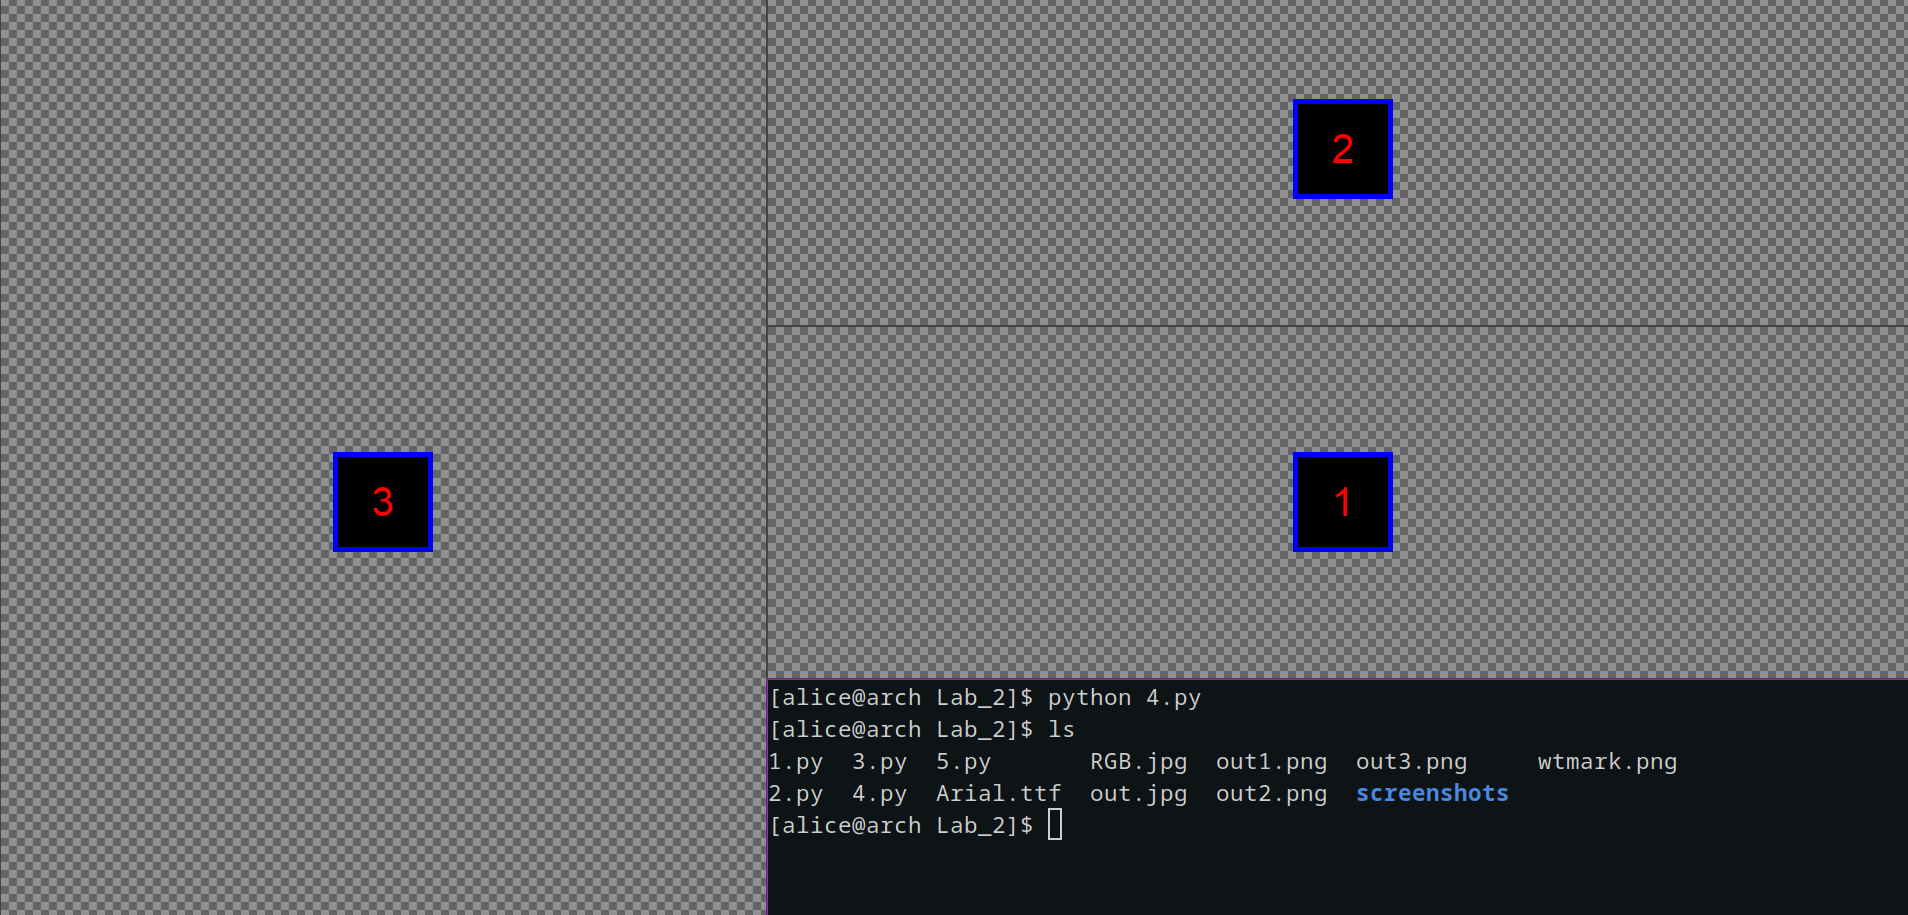 2
3
1
[alice@arch Lab_2]$ python 4.py
[alice@arch Lab_2]$ ls
1.py  3.py  5.py       RGB.jpg  out1.png  out3.png     wtmark.png
2.py  4.py  Arial.ttf  out.jpg  out2.png  screenshots
[alice@arch Lab_2]$